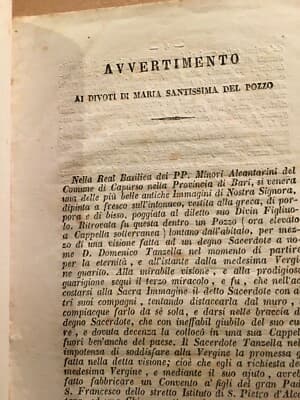 AVVERTIMENTO
AI DIVOTI DI MARIA SANTISSIMA DEL POZZO
Nella Real Basilica dei PP. Minori Alcantarini del
Comune di Capurso nella Provincia di Bari, si venera
una delle più belle antiche Immagini di Nostra Signora,
dipinta a fresco sull'intonuco, vestita alla greca, di por-
pora e di bisso, poggiata al diletto suo Divin Figliuo-
lo. Ritrovata fu questa dentro un Pozzo (ora elevato
a Cappella sotterranea) lontano dall'abitato, per mez-
zo di una visione fatta ad un degno Sacerdote a no-
me D. Domenico Tanzella nel momento di partire
per la eternità, e all'istante dalla medesima Vergi-
ne guarito. Alla mirabile visione, e alla prodigiosa
guarigione seguì il terzo miracolo, e fu, che nell'ac-
costarsi alla Sacra Immagine il detto Sacerdote con a
tri suoi compagni, tentando distaccarla dal muro,
compiacque farlo da sè sola, e darsi nelle braccia d
degno Sacerdote, che con ineffabil giubilo del suo cu
re, e dovuta decenza la collocò in una sua Cappel
fuori ben'anche del paese. Il Sacerdote Tanzella nel
impotenza di soddisfare alla Vergine la promessa g
fatta nella detta visione; cioè che egli a richiesta de
medesima Vergine, e mediante il suo ajuto, avreb
fatto fabbricare un Convento a' figli del gran Pad
S. Francesco dello stretto Istituto di S. Pietro d'A